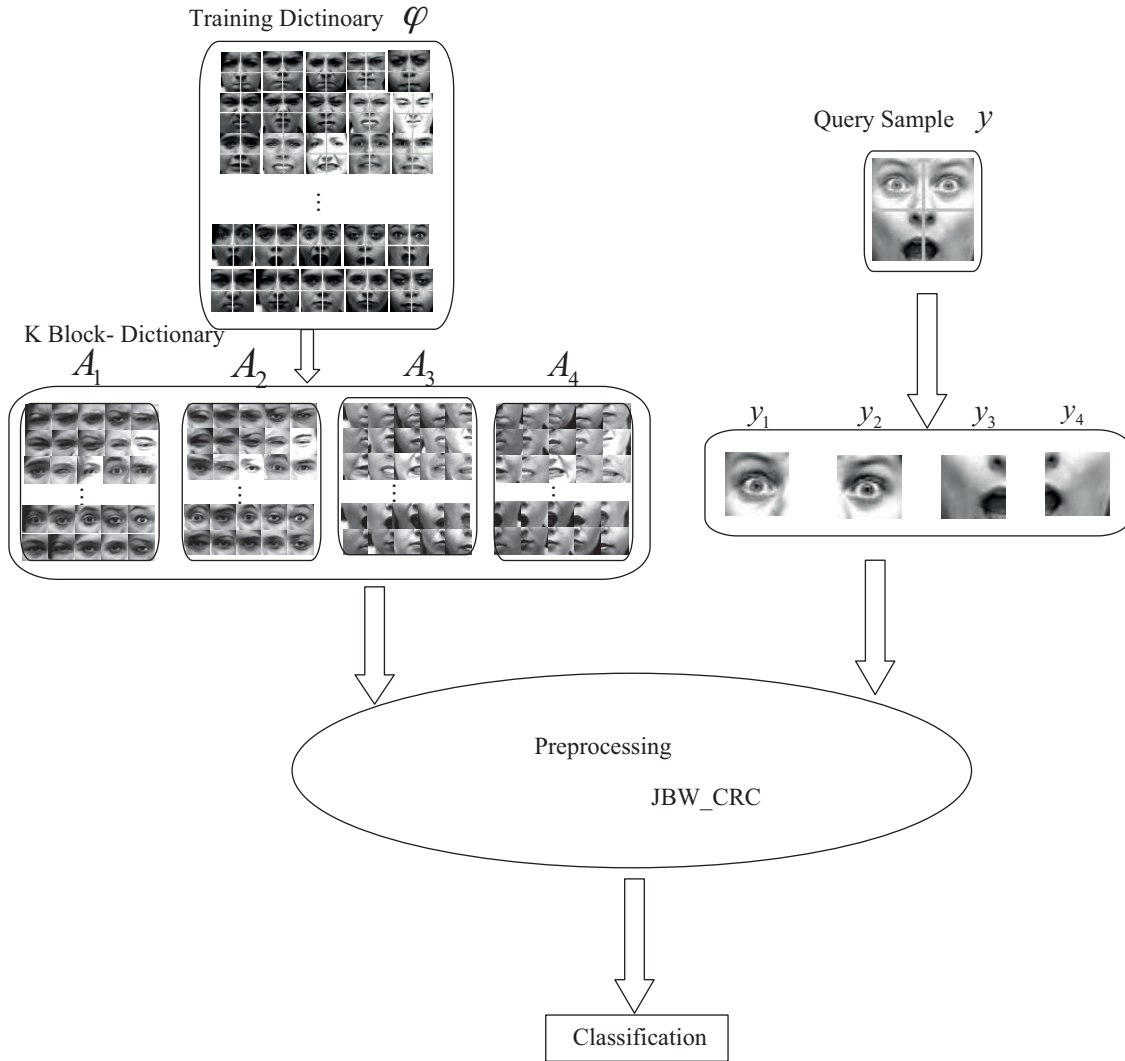 Training Dictinoary φ
Query Sample y
K Block- Dictionary
A₁ A₂ A₃ A₄
y₁ y₂ y₃ y₄
Preprocessing
JBW_CRC
Classification